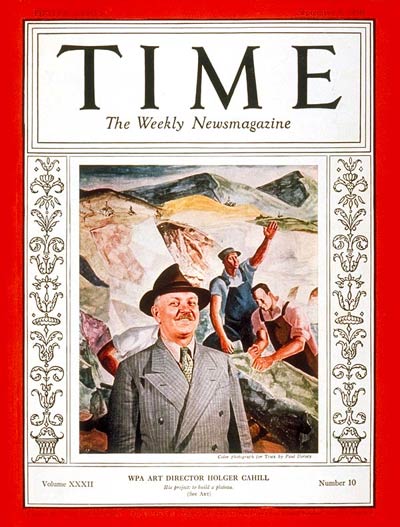 TIME
The Weekly Newsmagazine
Color photograph for TIME by Paul Dorsey
WPA ART DIRECTOR HOLGER CAHILL
Volume XXXII
His project: to build a plateau.
Number 10
(See ART)